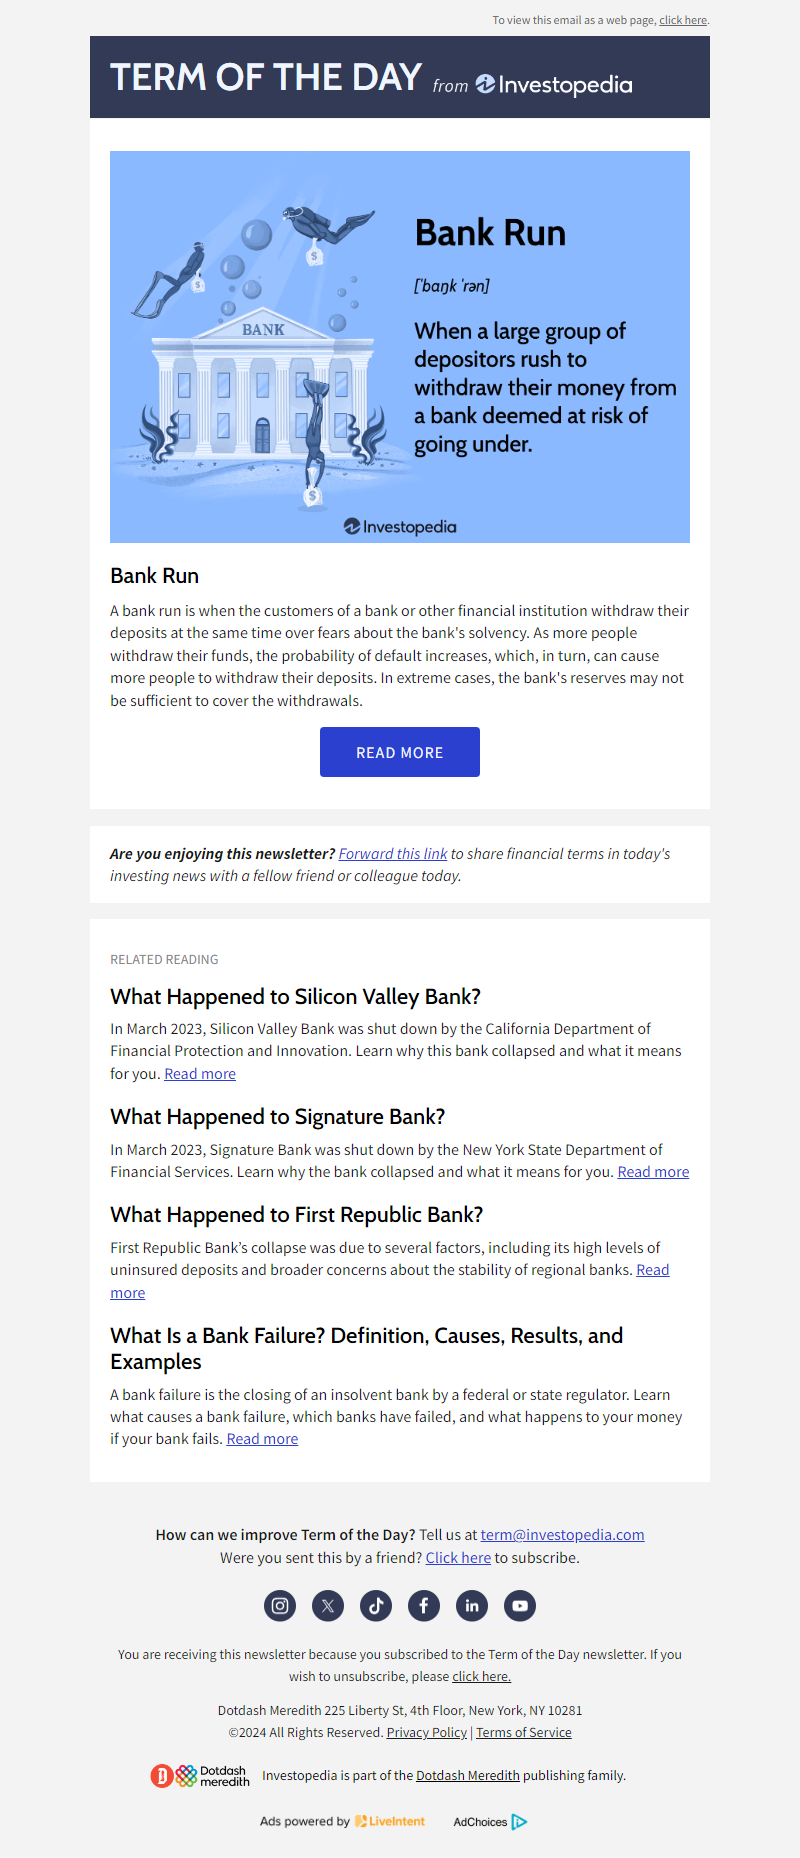 To view this email as a web page, click here.
TERM OF THE DAY from Investopedia
BANK
$
$
$
Bank Run
['baŋk 'rən]
When a large group of
depositors rush to
withdraw their money from
a bank deemed at risk of
going under.
Investopedia
Bank Run
A bank run is when the customers of a bank or other financial institution withdraw their
deposits at the same time over fears about the bank's solvency. As more people
withdraw their funds, the probability of default increases, which, in turn, can cause
more people to withdraw their deposits. In extreme cases, the bank's reserves may not
be sufficient to cover the withdrawals.
READ MORE
Are you enjoying this newsletter? Forward this link to share financial terms in today's
investing news with a fellow friend or colleague today.
RELATED READING
What Happened to Silicon Valley Bank?
In March 2023, Silicon Valley Bank was shut down by the California Department of
Financial Protection and Innovation. Learn why this bank collapsed and what it means
for you. Read more
What Happened to Signature Bank?
In March 2023, Signature Bank was shut down by the New York State Department of
Financial Services. Learn why the bank collapsed and what it means for you. Read more
What Happened to First Republic Bank?
First Republic Bank’s collapse was due to several factors, including its high levels of
uninsured deposits and broader concerns about the stability of regional banks. Read
more
What Is a Bank Failure? Definition, Causes, Results, and
Examples
A bank failure is the closing of an insolvent bank by a federal or state regulator. Learn
what causes a bank failure, which banks have failed, and what happens to your money
if your bank fails. Read more
How can we improve Term of the Day? Tell us at term@investopedia.com
Were you sent this by a friend? Click here to subscribe.
You are receiving this newsletter because you subscribed to the Term of the Day newsletter. If you
wish to unsubscribe, please click here.
Dotdash Meredith 225 Liberty St, 4th Floor, New York, NY 10281
©2024 All Rights Reserved. Privacy Policy | Terms of Service
Dotdash
meredith
Investopedia is part of the Dotdash Meredith publishing family.
Ads powered by LiveIntent AdChoices